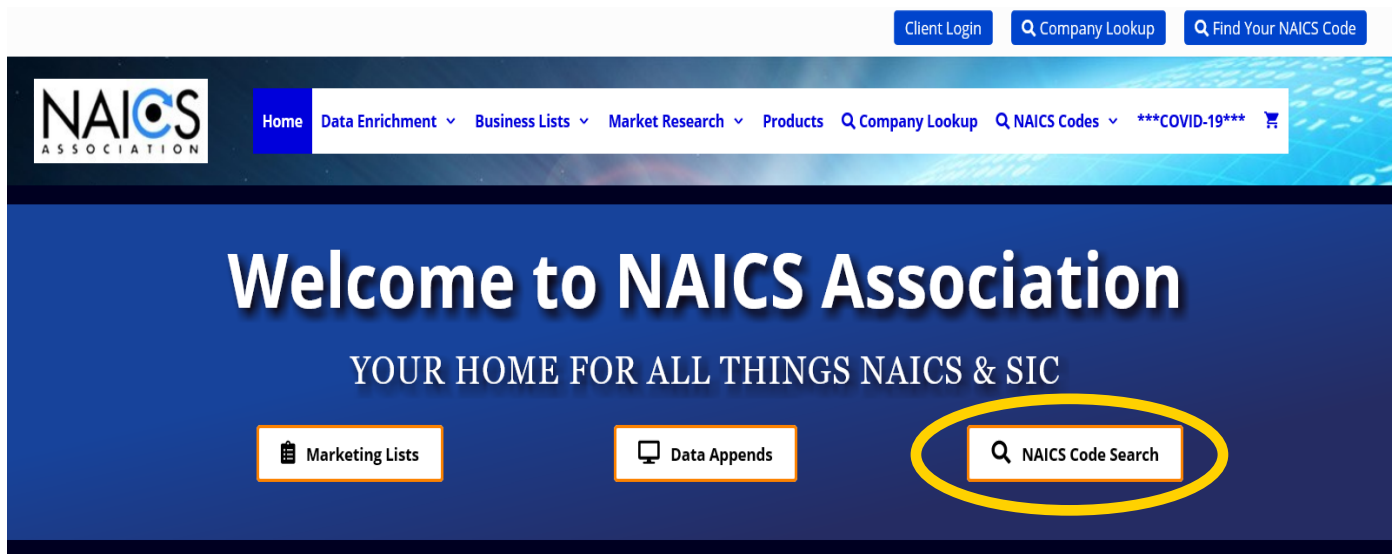 Client Login Company Lookup Find Your NAICS Code
NAICS
ASSOCIATION
Home Data Enrichment Business Lists Market Research Products Company Lookup NAICS Codes ***COVID-19***
Welcome to NAICS Association
YOUR HOME FOR ALL THINGS NAICS & SIC
Marketing Lists Data Appends NAICS Code Search